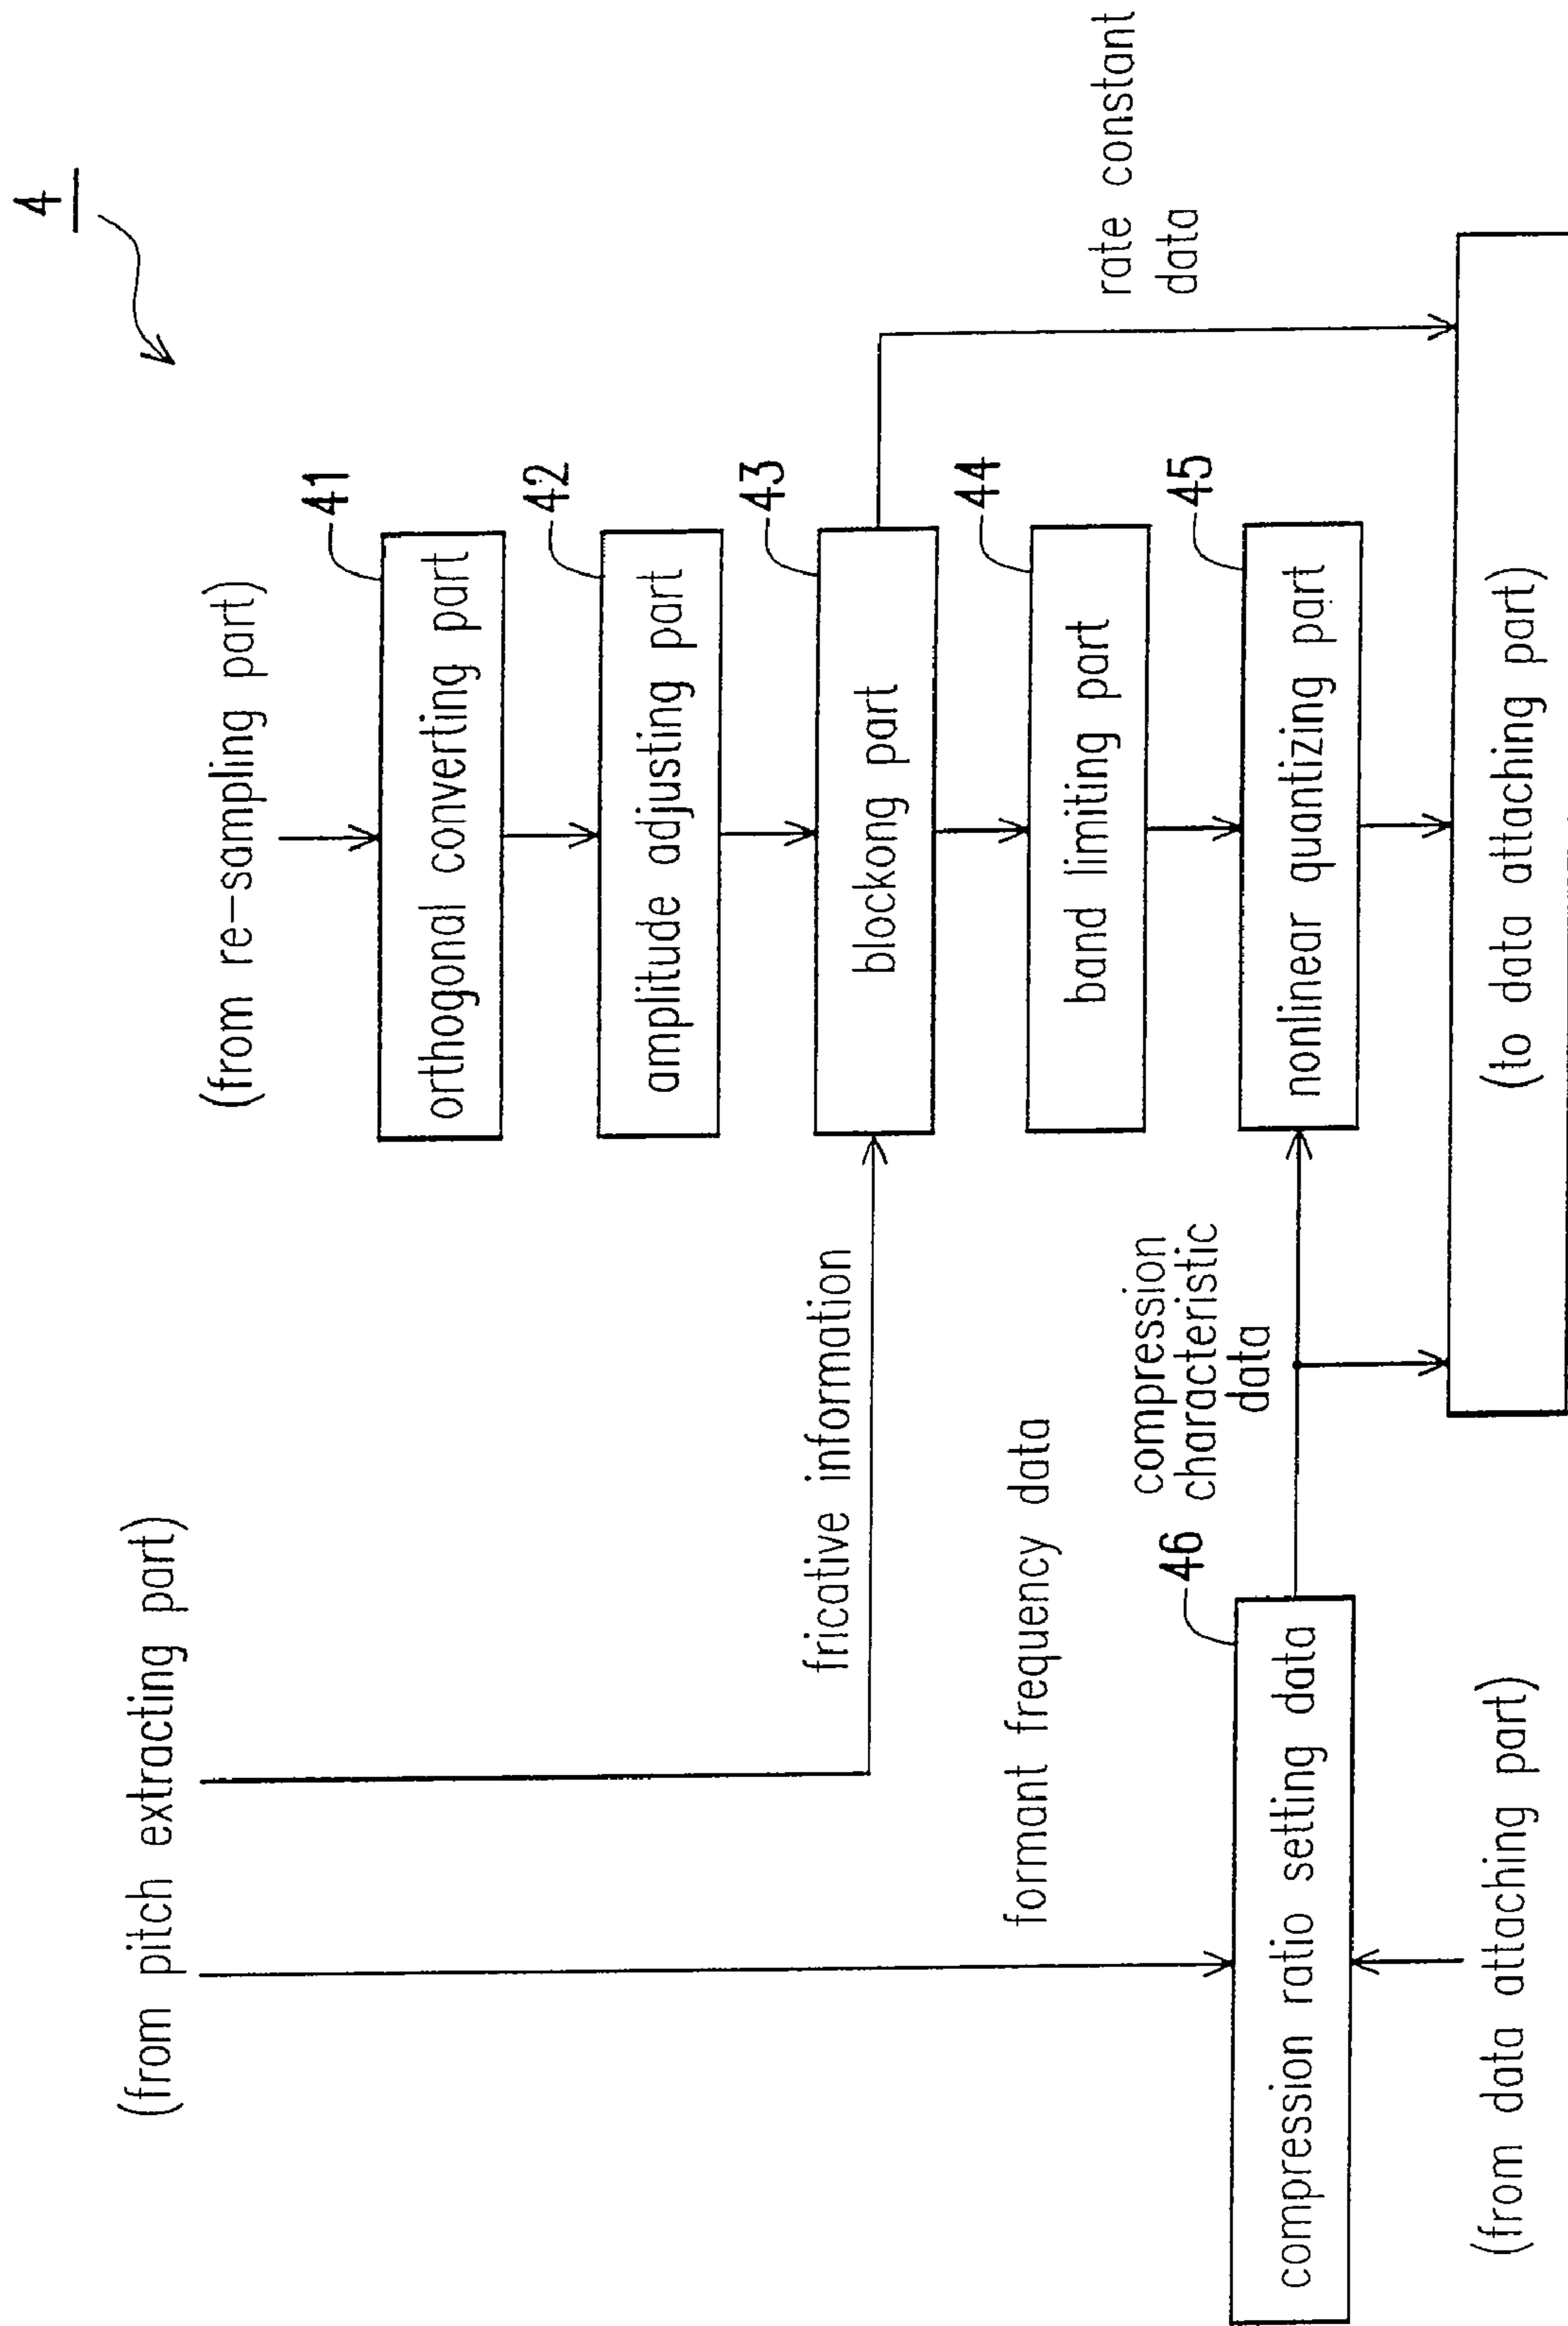 4
(from pitch extracting part)
(from re-sampling part)
41
orthogonal converting part
42
amplitude adjusting part
fricative information
43
blockong part
rate constant
data
formant frequency data
44
band limiting part
compression
characteristic
data
45
nonlinear quantizing part
46
compression ratio setting data
(from data attaching part)
(to data attaching part)